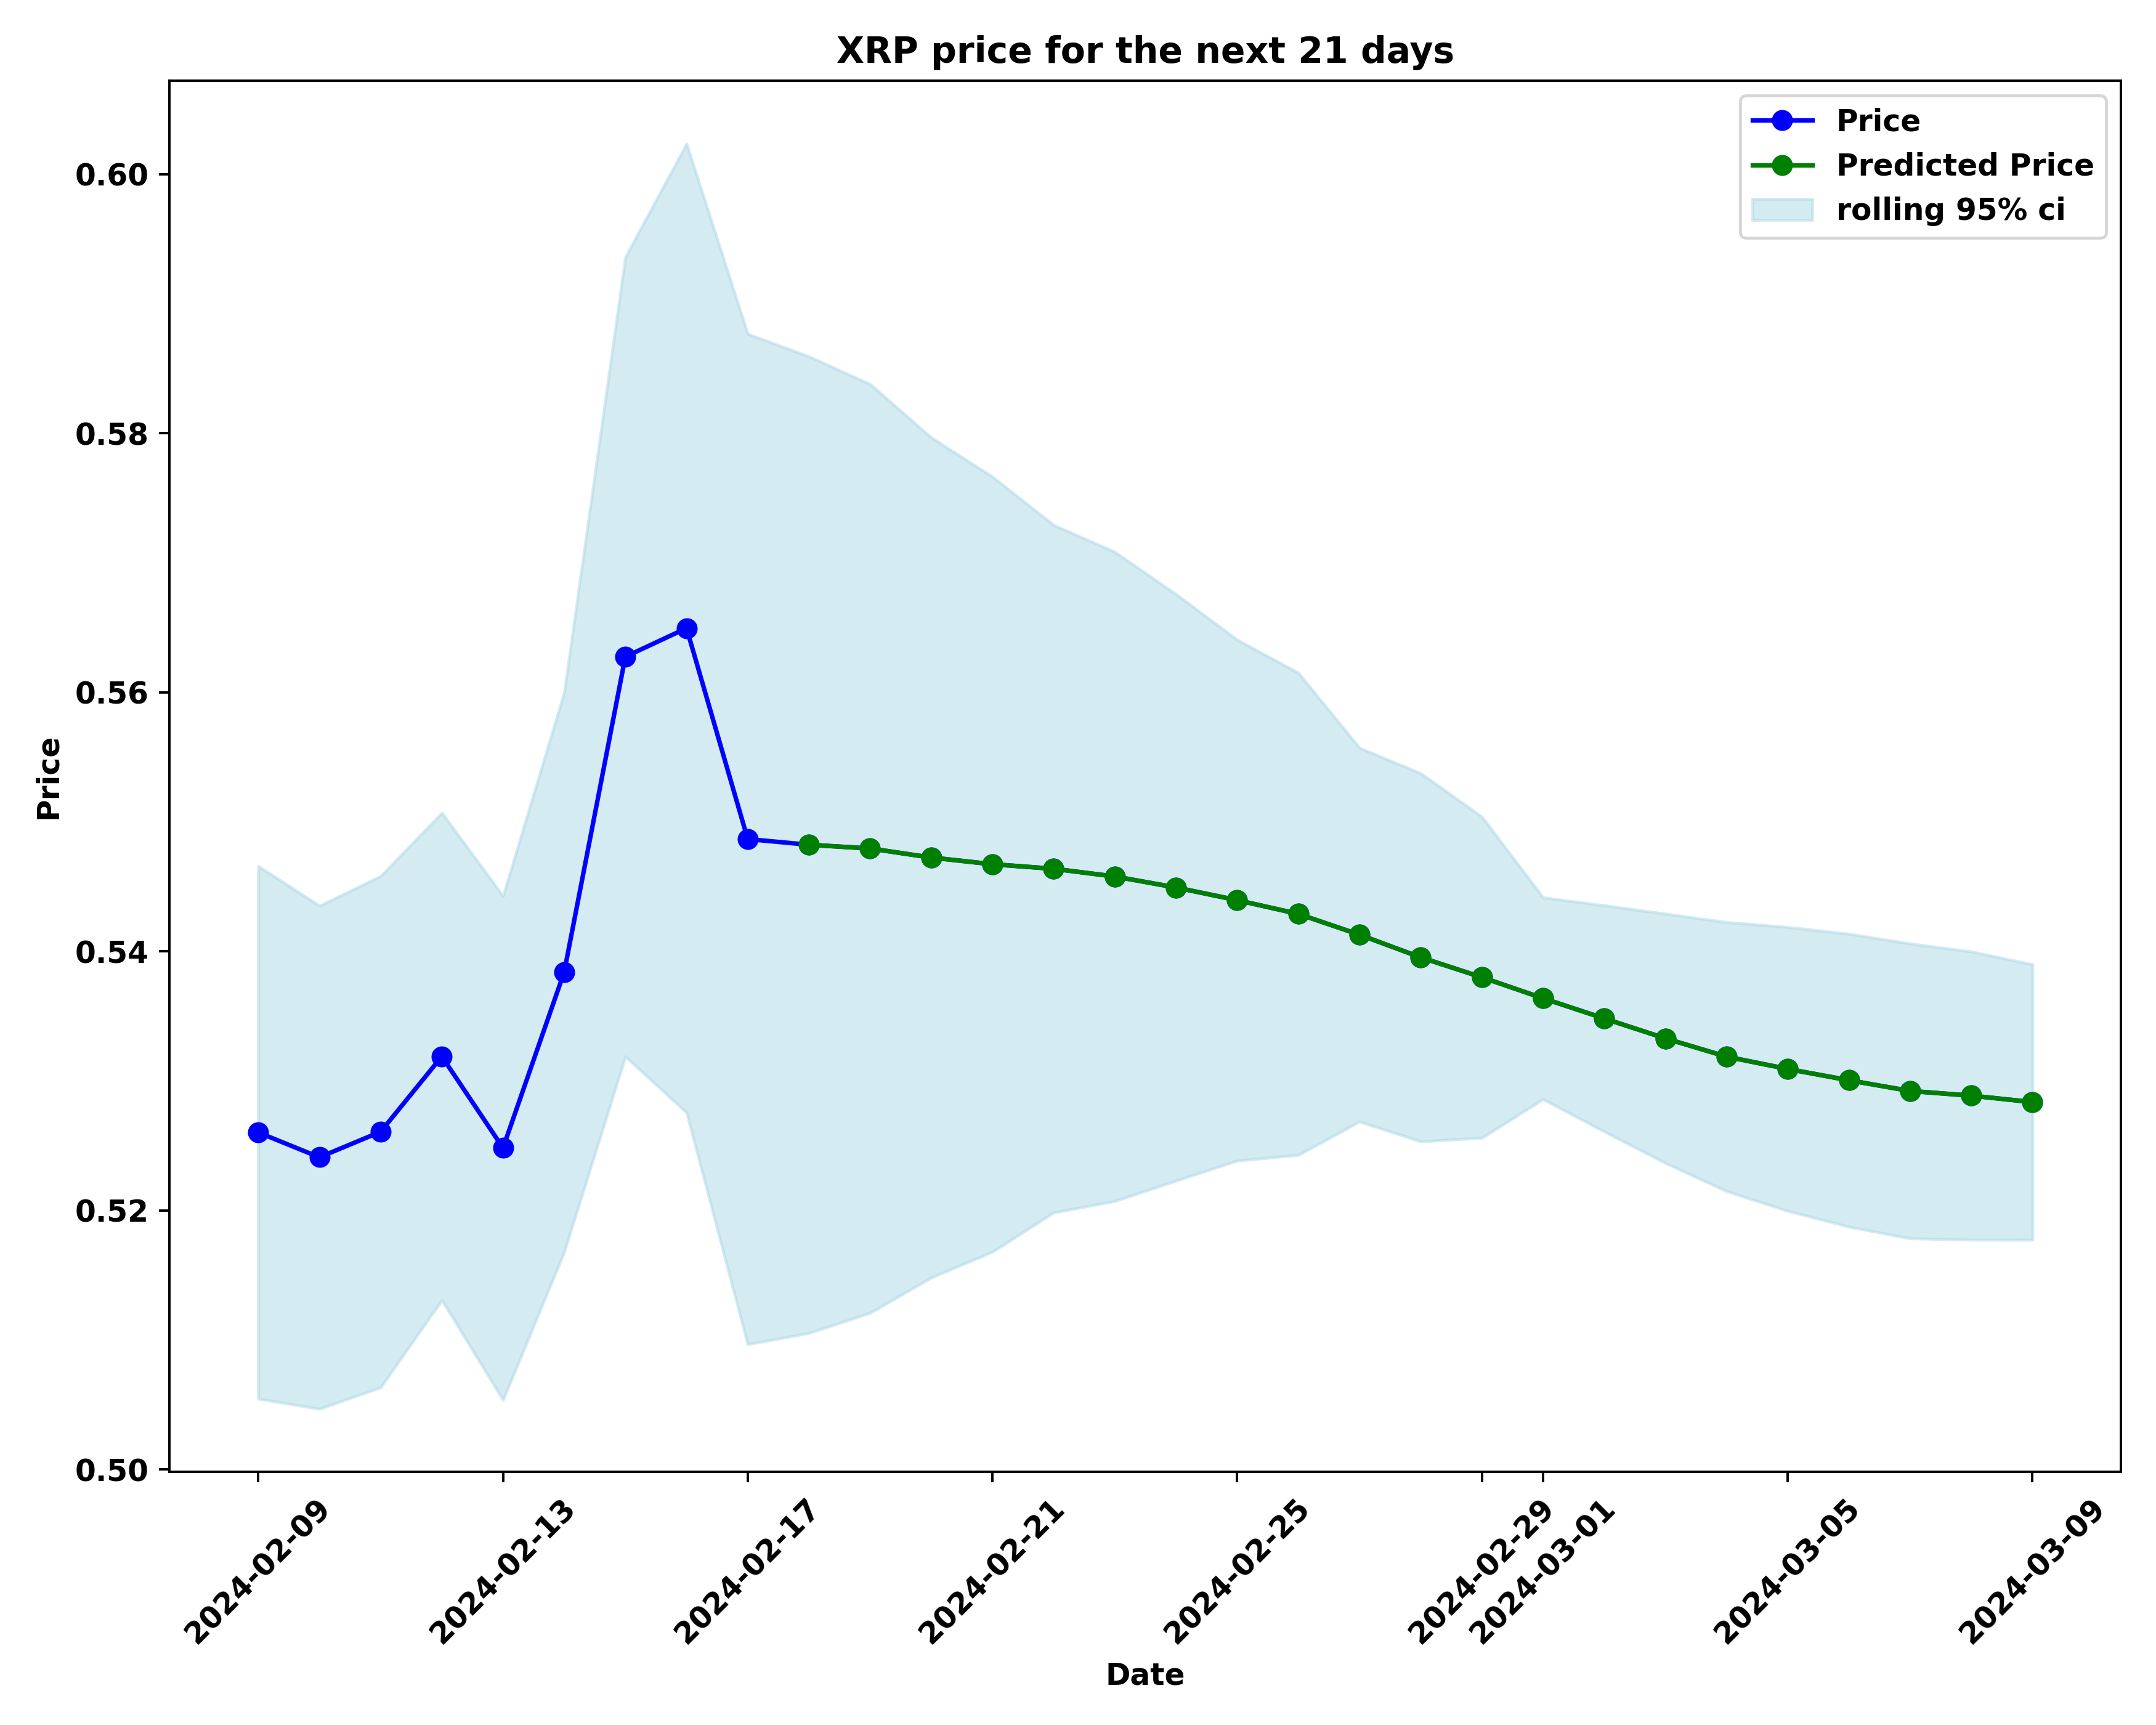 XRP price for the next 21 days
Price
Predicted Price
rolling 95% ci
0.60
0.58
0.56
0.54
0.52
0.50
Price
2024-02-09
2024-02-13
2024-02-17
2024-02-21
2024-02-25
2024-02-29
2024-03-01
2024-03-05
2024-03-09
Date